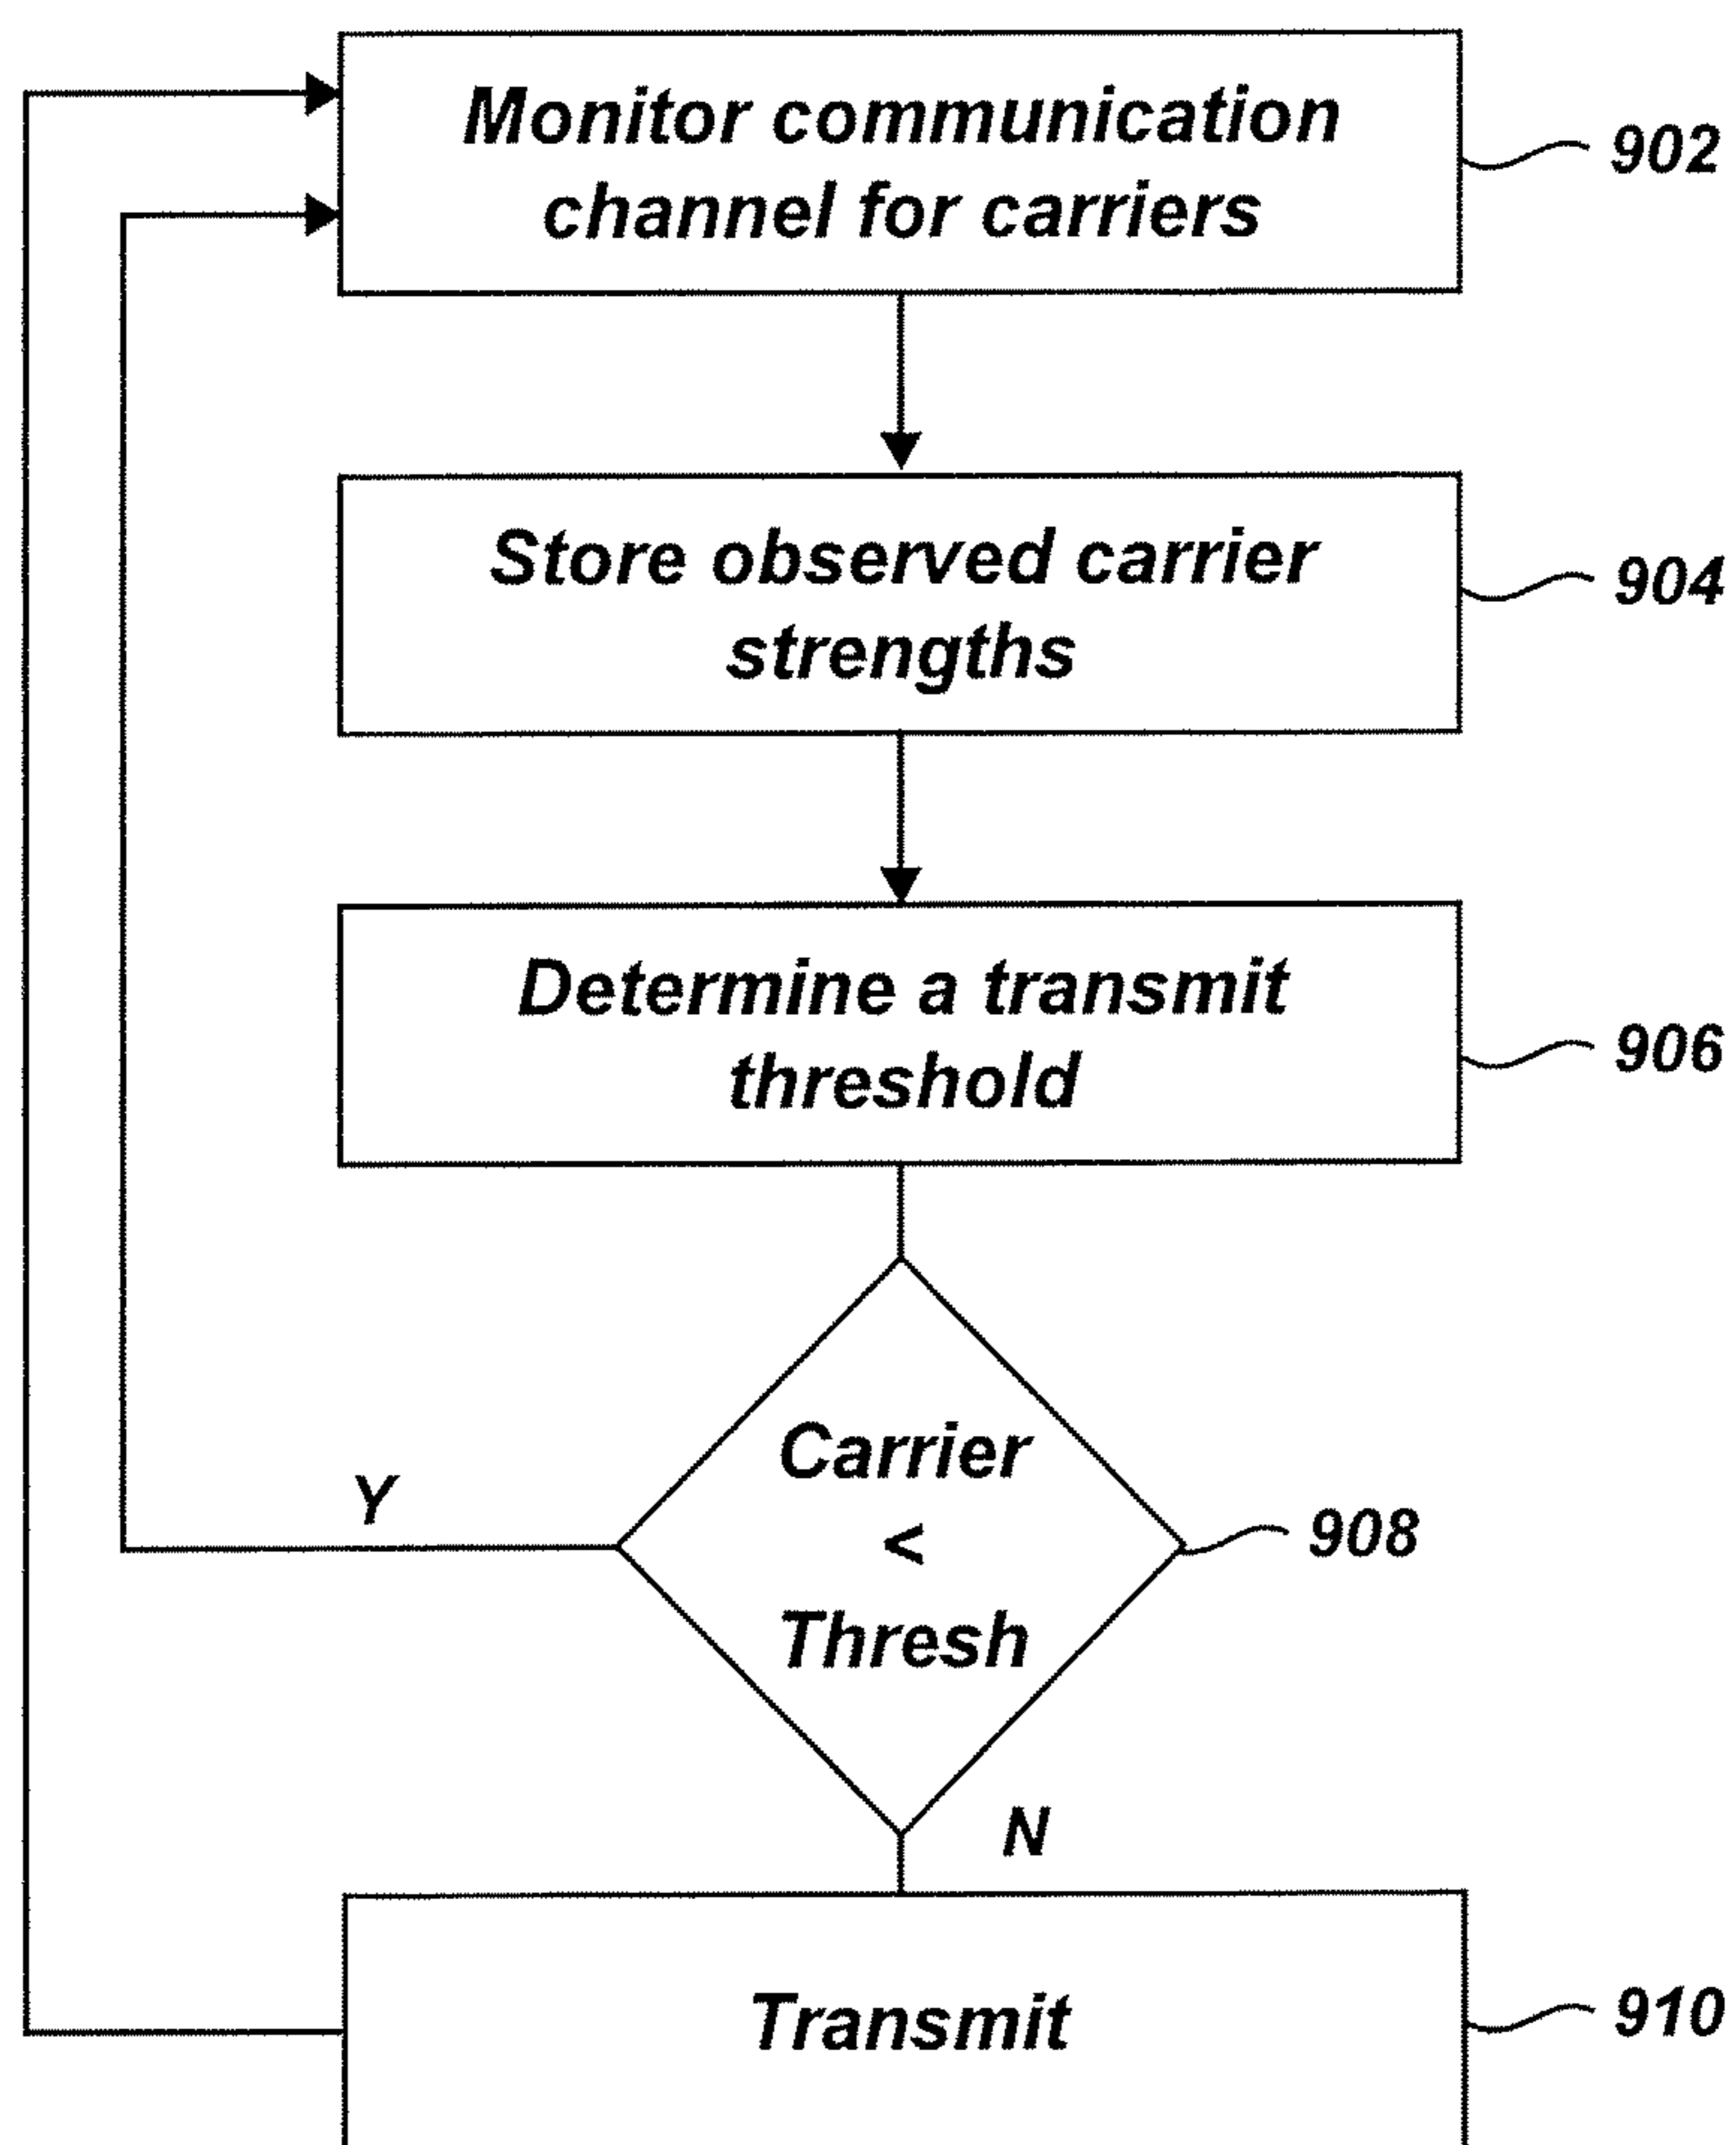 Monitor communication
channel for carriers
902
Store observed carrier
strengths
904
Determine a transmit
threshold
906
Carrier
<
Thresh
Y
908
N
Transmit
910